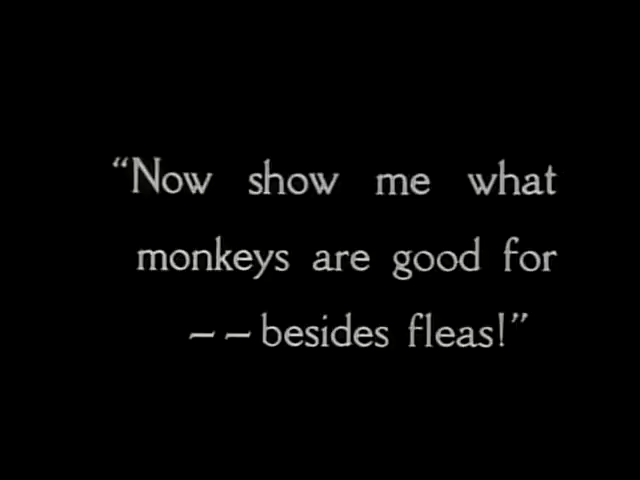 “Now show me what
monkeys are good for
– – besides fleas!”